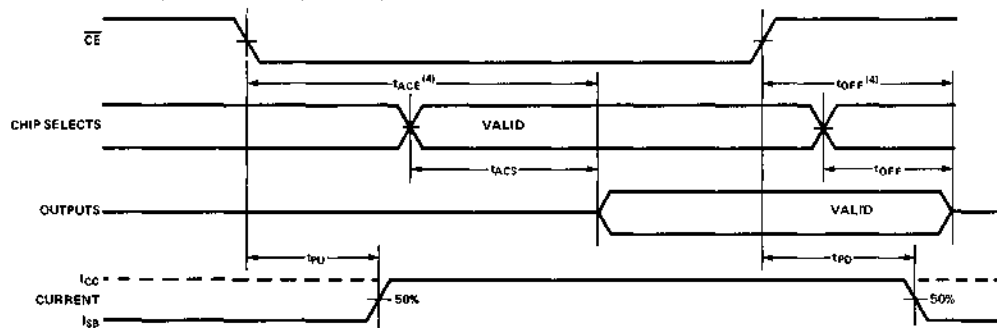 CE
tACE(4)
tOFF(4)
CHIP SELECTS
VALID
tACS
tOFF
OUTPUTS
VALID
tPU
tPD
ICC
CURRENT
50%
50%
ISB